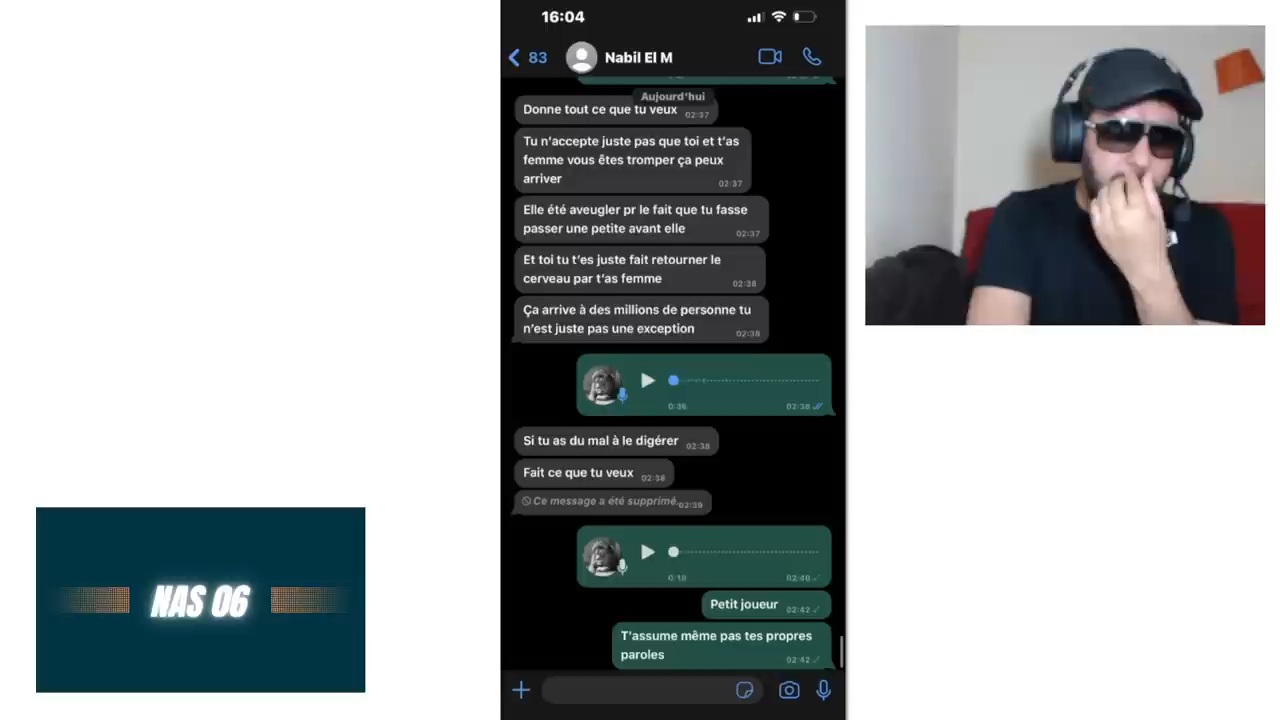 16:04
83
Nabil El M
Aujourd'hui
Donne tout ce que tu veux
02:37
Tu n'accepte juste pas que toi et t'as
femme vous êtes tromper ça peux
arriver
02:37
Elle été aveugler pr le fait que tu fasse
passer une petite avant elle
02:37
Et toi tu t'es juste fait retourner le
cerveau par t'as femme
02:38
Ça arrive à des millions de personne tu
n'est juste pas une exception
02:38
0:36
02:38
Si tu as du mal à le digérer
02:38
Fait ce que tu veux
02:38
Ce message a été supprimé.
02:39
0:18
02:40
Petit joueur
02:42
T'assume même pas tes propres
paroles
02:42
NAS 06